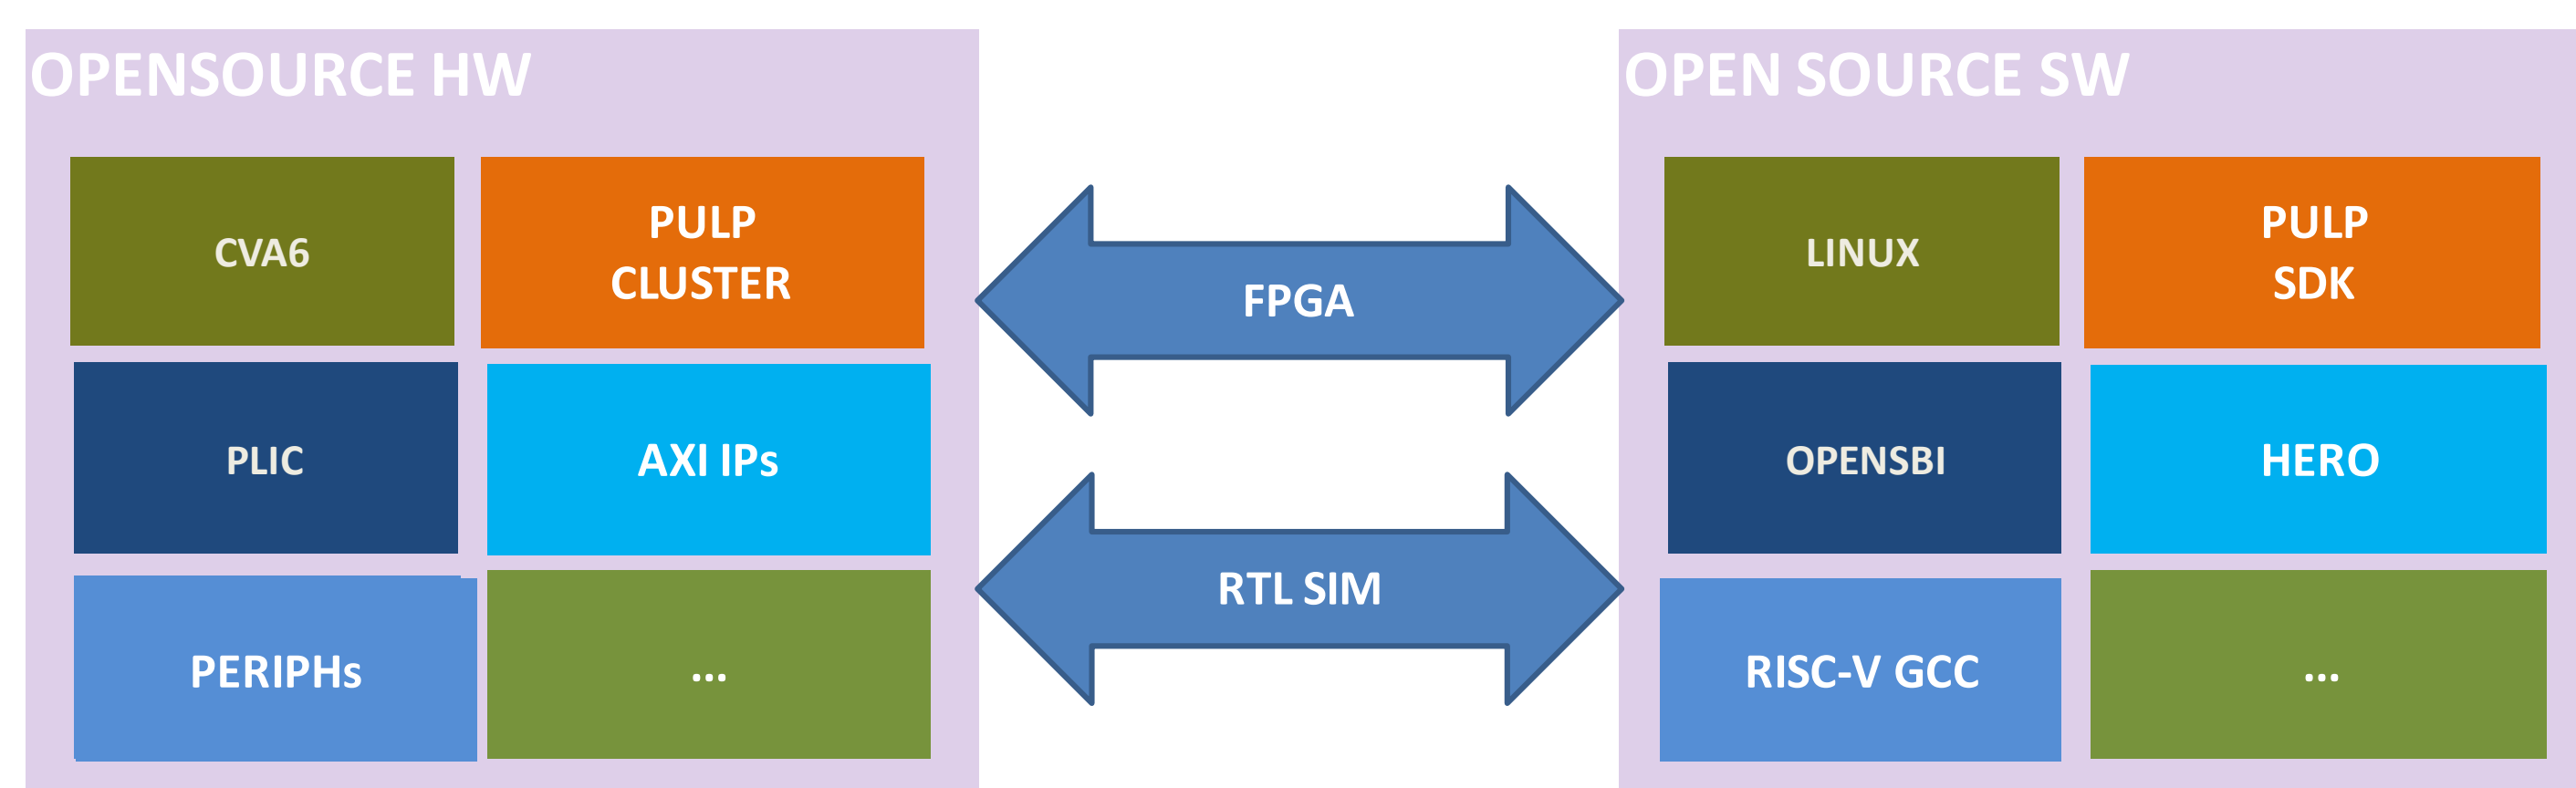 OPENSOURCE HW
CVA6
PULP
CLUSTER
PLIC
AXI IPs
PERIPHs
...
FPGA
RTL SIM
OPEN SOURCE SW
LINUX
PULP
SDK
OPENSBI
HERO
RISC-V GCC
...